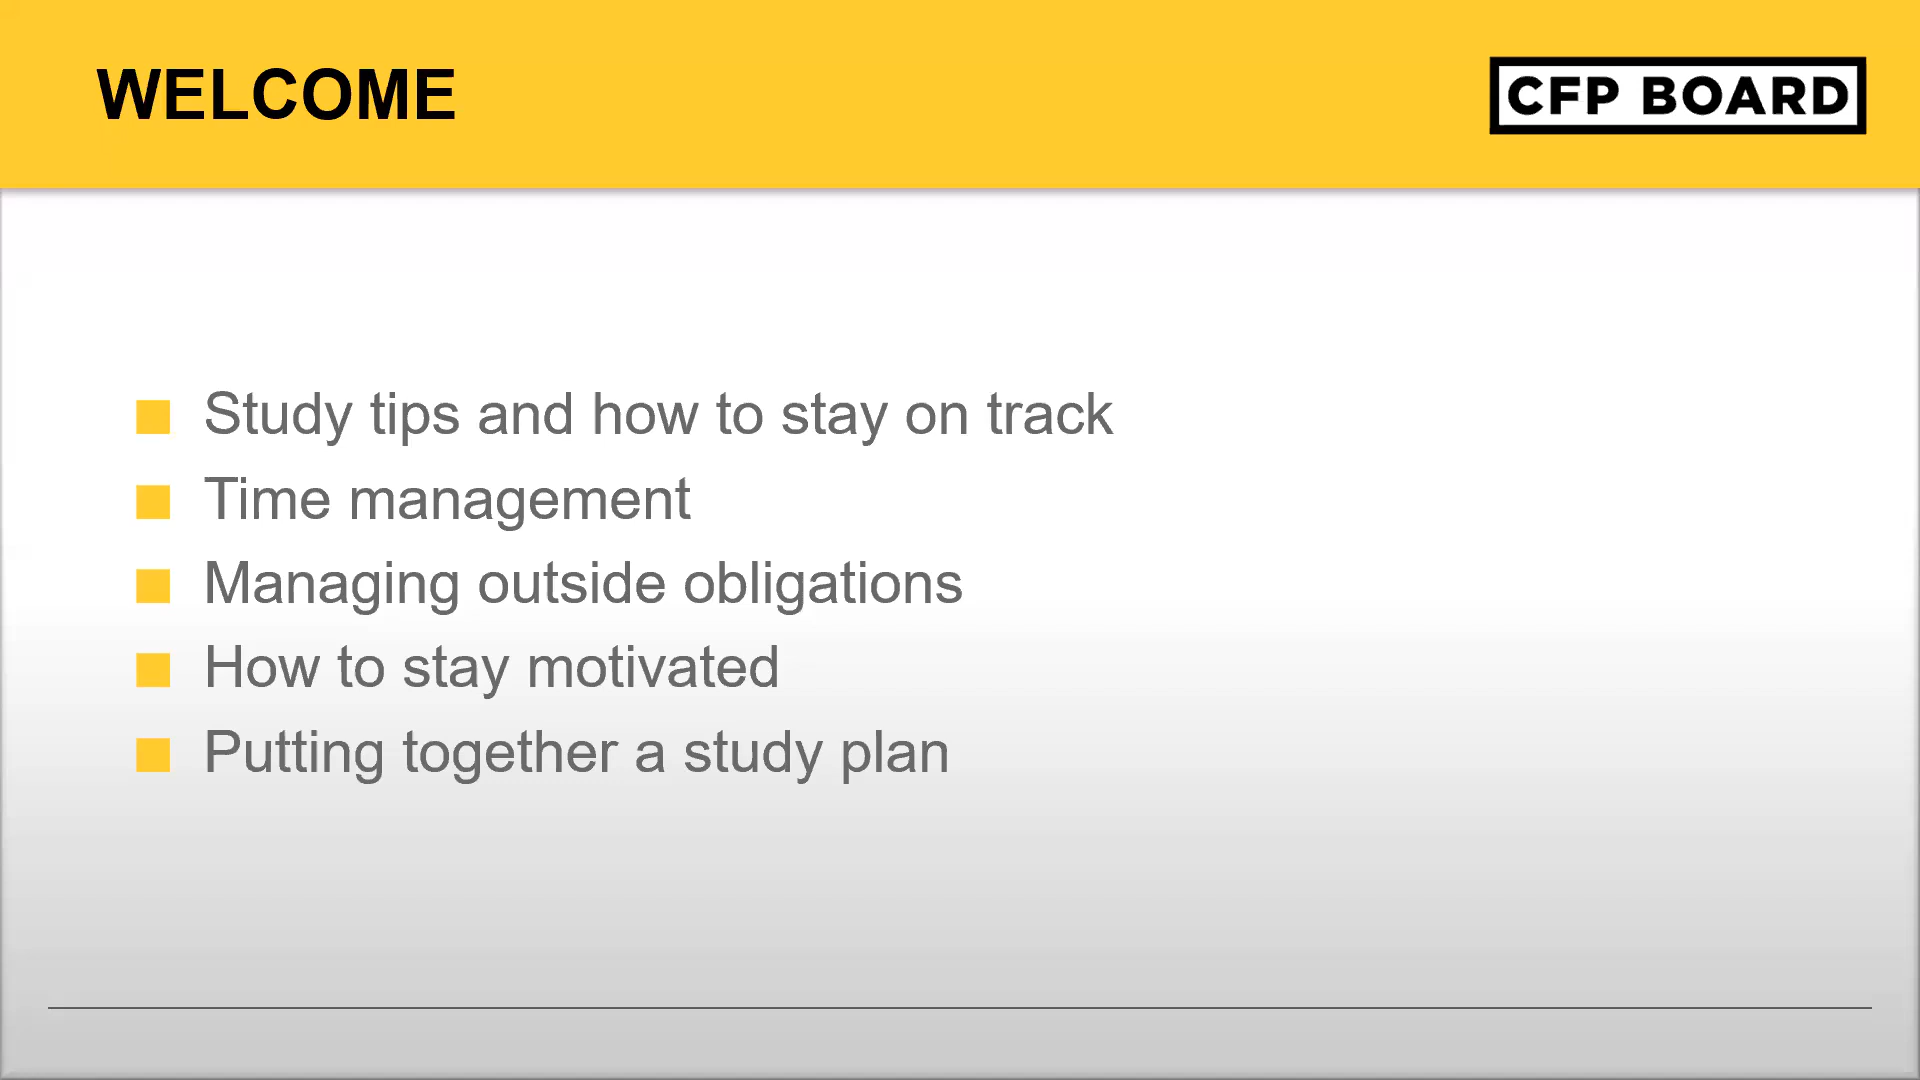 WELCOME
CFP BOARD
Study tips and how to stay on track
Time management
Managing outside obligations
How to stay motivated
Putting together a study plan